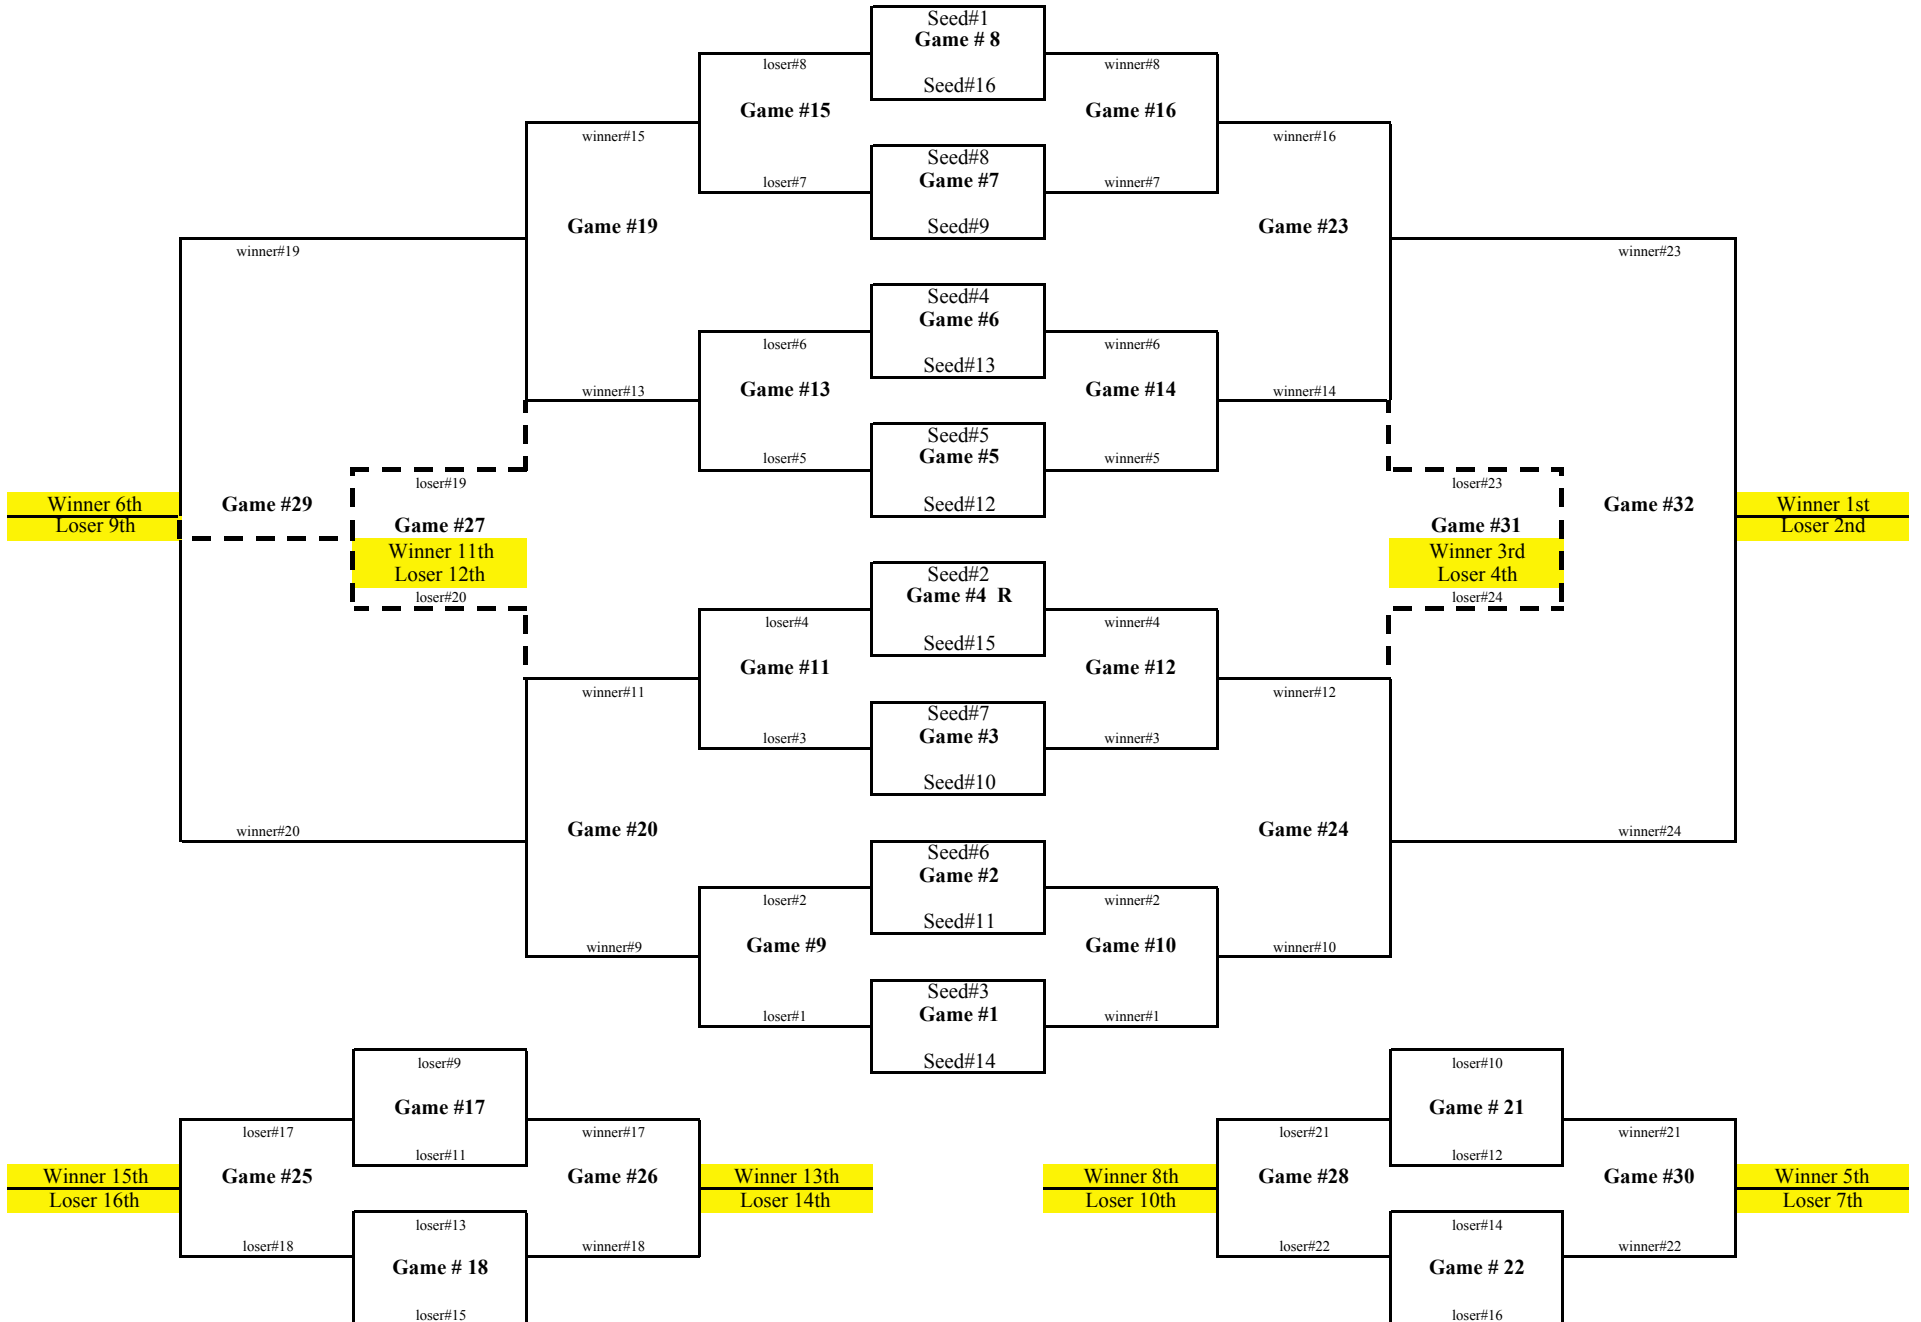 Seed#1
Game # 8
loser#8
winner#8
Seed#16
Game #15
Game #16
winner#15
winner#16
Seed#8
Game #7
loser#7
winner#7
Seed#9
Game #19
Game #23
winner#19
winner#23
Seed#4
Game #6
loser#6
winner#6
Seed#13
Game #13
Game #14
winner#13
winner#14
Seed#5
Game #5
loser#5
winner#5
Seed#12
loser#19
loser#23
Winner 6th
Loser 9th
Game #29
Game #27
Winner 11th
Loser 12th
loser#20
Game #31
Winner 3rd
Loser 4th
loser#24
Game #32
Winner 1st
Loser 2nd
Seed#2
Game #4 R
loser#4
winner#4
Seed#15
Game #11
Game #12
winner#11
winner#12
Seed#7
Game #3
loser#3
winner#3
Seed#10
Game #20
Game #24
winner#20
winner#24
Seed#6
Game #2
loser#2
winner#2
Seed#11
Game #9
Game #10
winner#9
winner#10
Seed#3
Game #1
loser#1
winner#1
Seed#14
loser#9
Game #17
loser#11
loser#17
winner#17
Winner 15th
Loser 16th
Game #25
Game #26
Winner 13th
Loser 14th
loser#13
loser#18
winner#18
Game # 18
loser#15
loser#10
Game # 21
loser#12
loser#21
winner#21
Winner 8th
Loser 10th
Game #28
Game #30
Winner 5th
Loser 7th
loser#14
loser#22
winner#22
Game # 22
loser#16